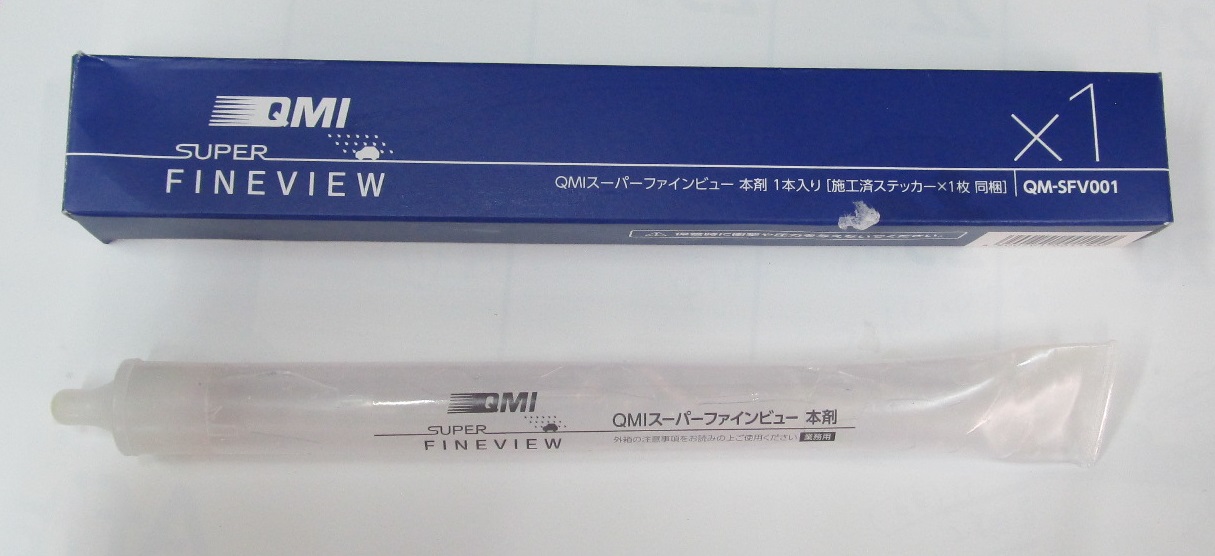 QMI
SUPER
FINEVIEW
×1
QMIスーパーファインビュー 本剤 1本入り [施工済ステッカー×1枚 同梱] QM-SFV001
QMI
SUPER
FINEVIEW
QMIスーパーファインビュー 本剤
外箱の注意事項をお読みの上ご使用ください 業務用